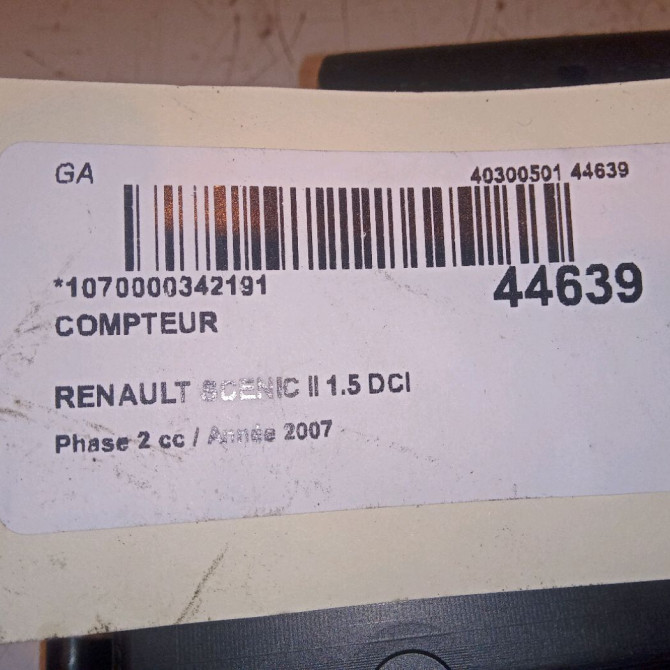 GA
40300501 44639
*1070000342191
44639
COMPTEUR
RENAULT SCENIC II 1.5 DCI
Phase 2 cc / Année 2007